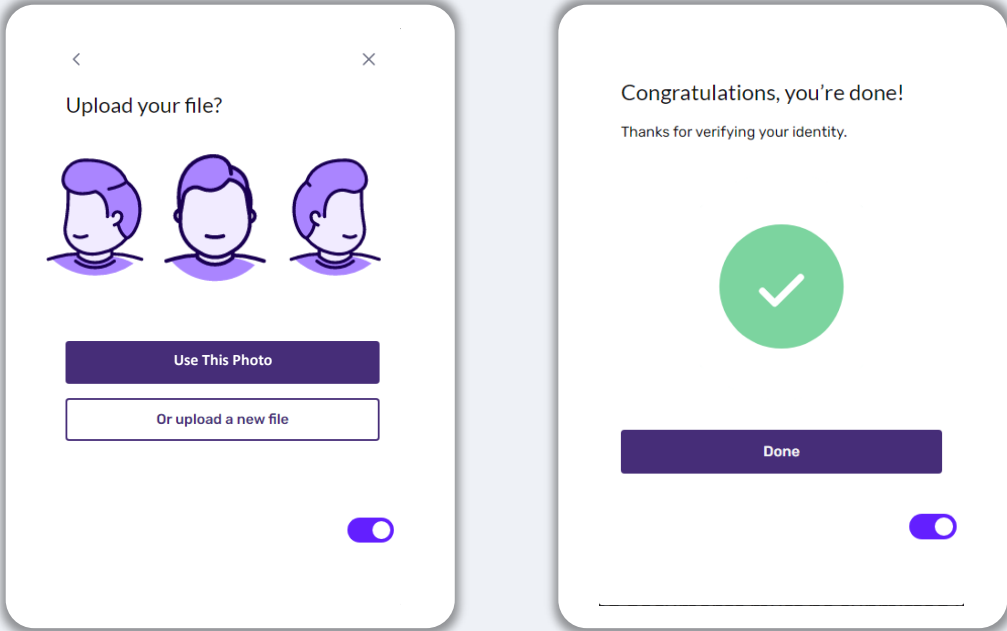 Upload your file?
Use This Photo
Or upload a new file
Congratulations, you’re done!
Thanks for verifying your identity.
Done